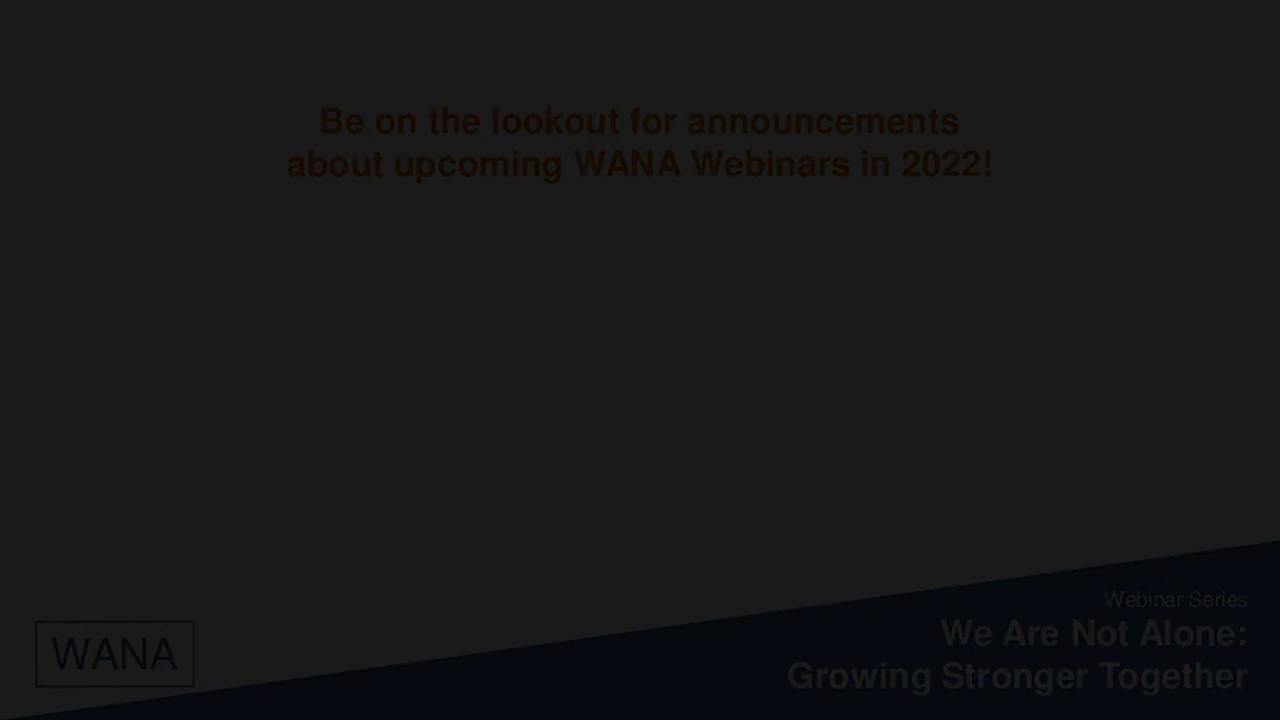 Be on the lookout for announcements
about upcoming WANA Webinars in 2022!
Webinar Series
We Are Not Alone:
Growing Stronger Together
WANA